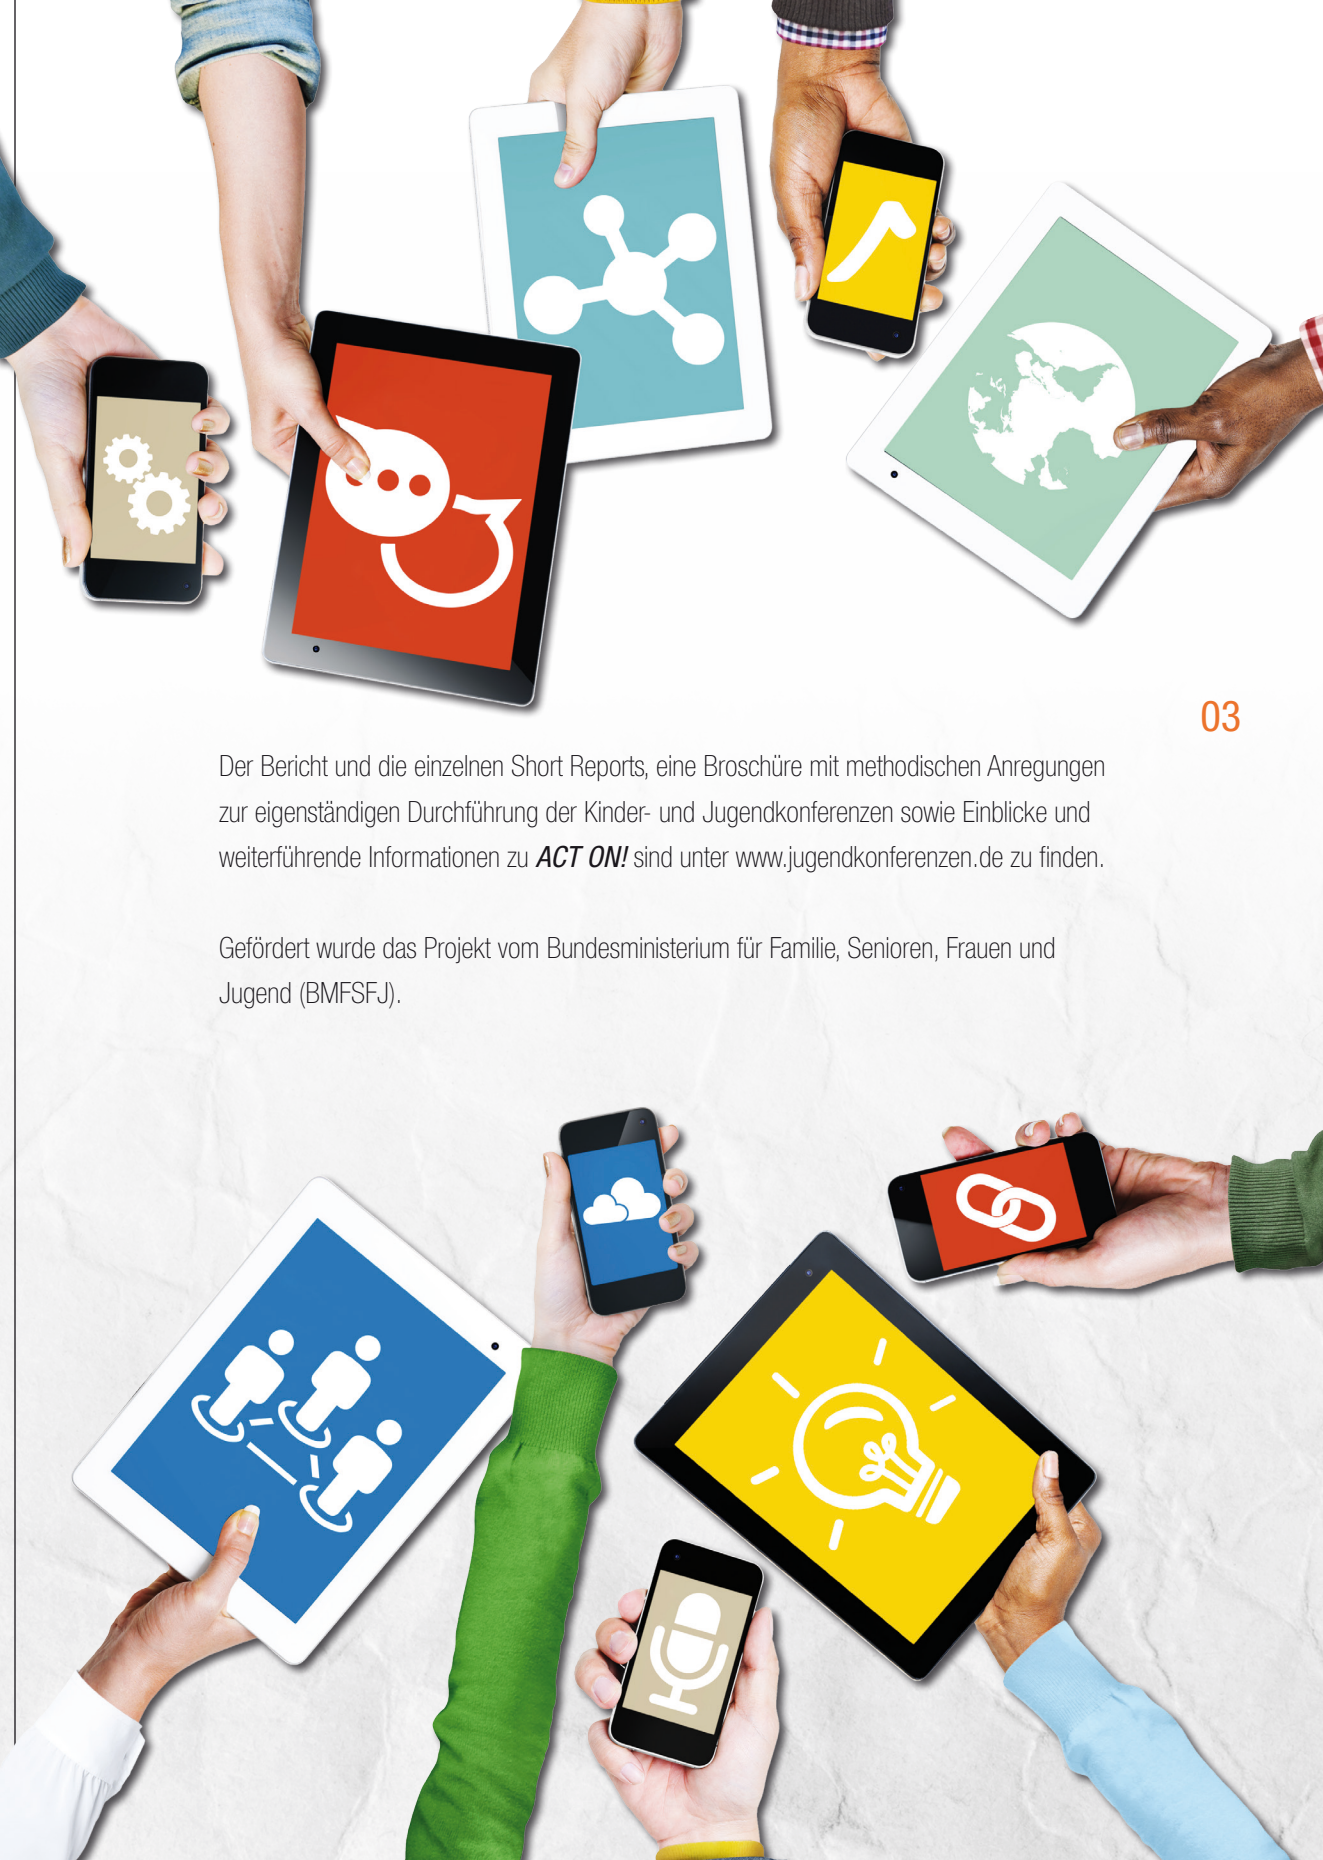 03
Der Bericht und die einzelnen Short Reports, eine Broschüre mit methodischen Anregungen
zur eigenständigen Durchführung der Kinder- und Jugendkonferenzen sowie Einblicke und
weiterführende Informationen zu ACT ON! sind unter www.jugendkonferenzen.de zu finden.
Gefördert wurde das Projekt vom Bundesministerium für Familie, Senioren, Frauen und
Jugend (BMFSFJ).